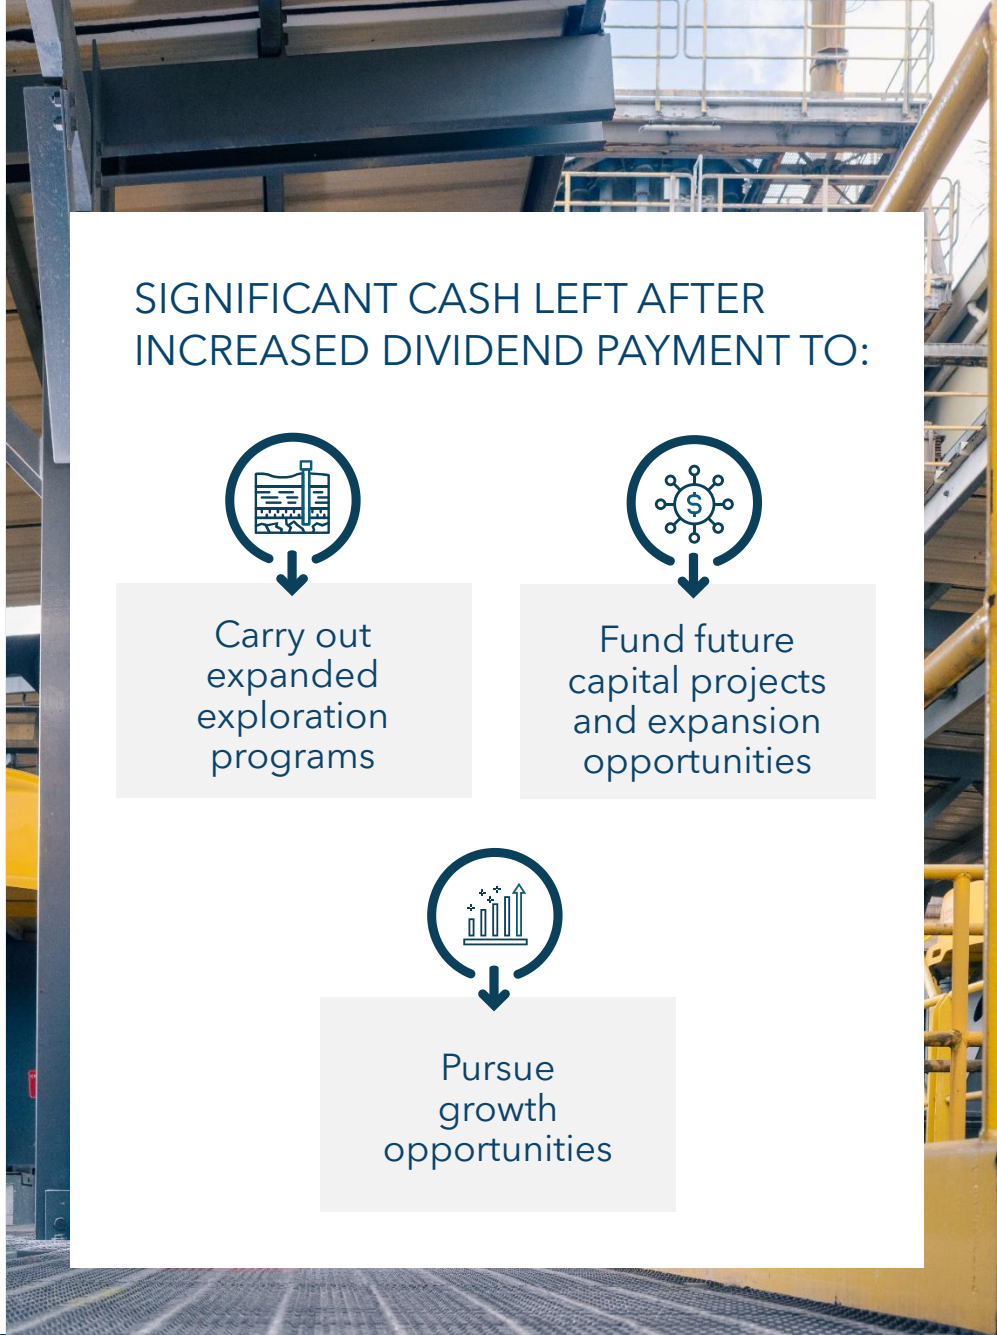 SIGNIFICANT CASH LEFT AFTER
INCREASED DIVIDEND PAYMENT TO:
$
Carry out
expanded
exploration
programs
Fund future
capital projects
and expansion
opportunities
Pursue
growth
opportunities